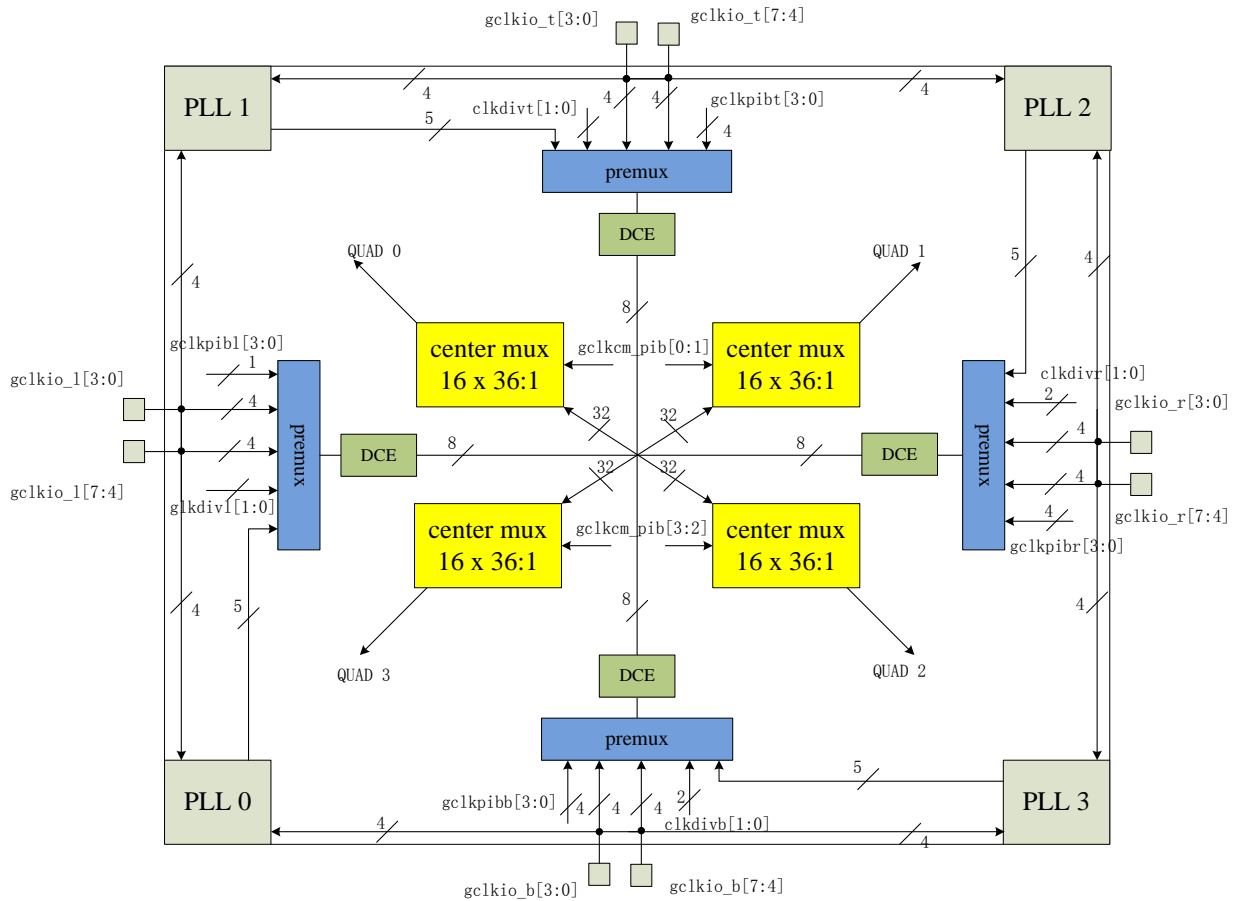 gclkio_t[3:0]
gclkio_t[7:4]
PLL 1
4
clkdivt[1:0]
4
4
gclkpibt[3:0]
4
4
PLL 2
5
premux
DCE
QUAD 0
QUAD 1
5
4
4
8
gclkpibl[3:0]
1
gclkio_l[3:0]
4
4
gclkio_l[7:4]
glkdivl[1:0]
premux
DCE
8
center mux
16 x 36:1
gclkcm_pib[0:1]
center mux
16 x 36:1
32
32
32
32
8
DCE
premux
clkdivr[1:0]
2
gclkio_r[3:0]
4
4
gclkio_r[7:4]
4
gclkpibr[3:0]
center mux
16 x 36:1
gclkcm_pib[3:2]
center mux
16 x 36:1
4
5
8
4
QUAD 3
QUAD 2
DCE
premux
PLL 0
gclkpibb[3:0]
4
4
4
2
clkdivb[1:0]
5
PLL 3
4
4
gclkio_b[3:0]
gclkio_b[7:4]